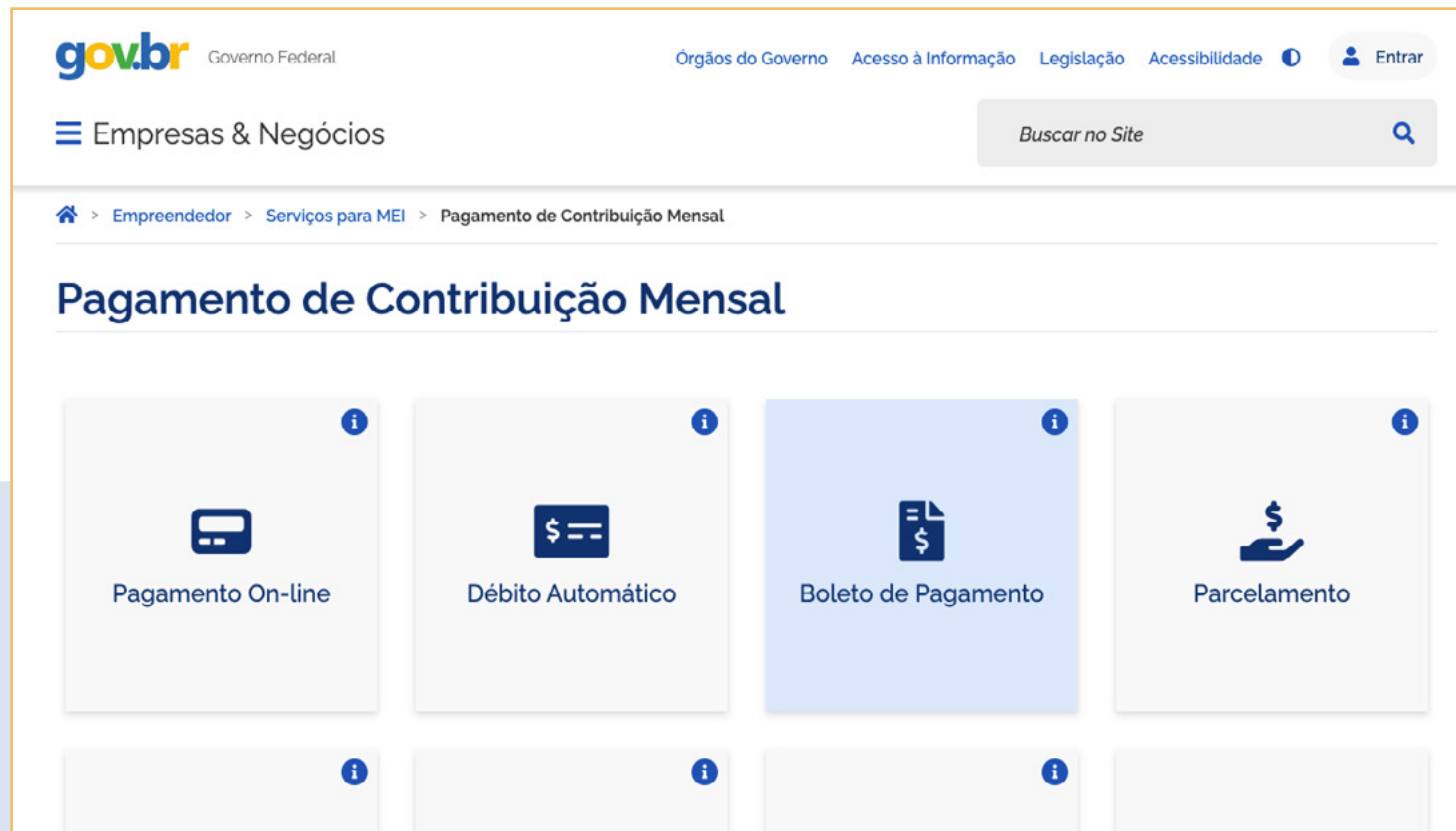 gov.br Governo Federal Órgãos do Governo Acesso à Informação Legislação Acessibilidade Entrar
Empresas & Negócios Buscar no Site
> Empreendedor > Serviços para MEI > Pagamento de Contribuição Mensal
Pagamento de Contribuição Mensal
Pagamento On-line
$ Débito Automático
$ Boleto de Pagamento
$ Parcelamento